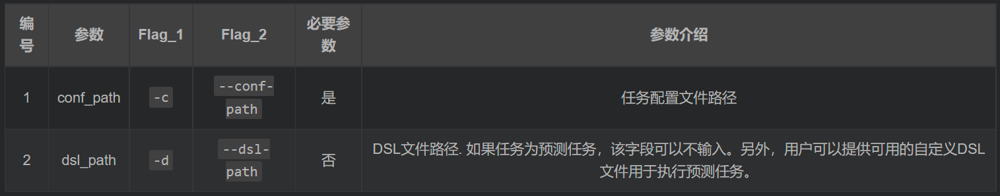 编号 参数 Flag_1 Flag_2 必要参数 参数介绍
1 conf_path -c --conf-path 是 任务配置文件路径
2 dsl_path -d --dsl-path 否 DSL文件路径. 如果任务为预测任务，该字段可以不输入。另外，用户可以提供可用的自定义DSL
文件用于执行预测任务。